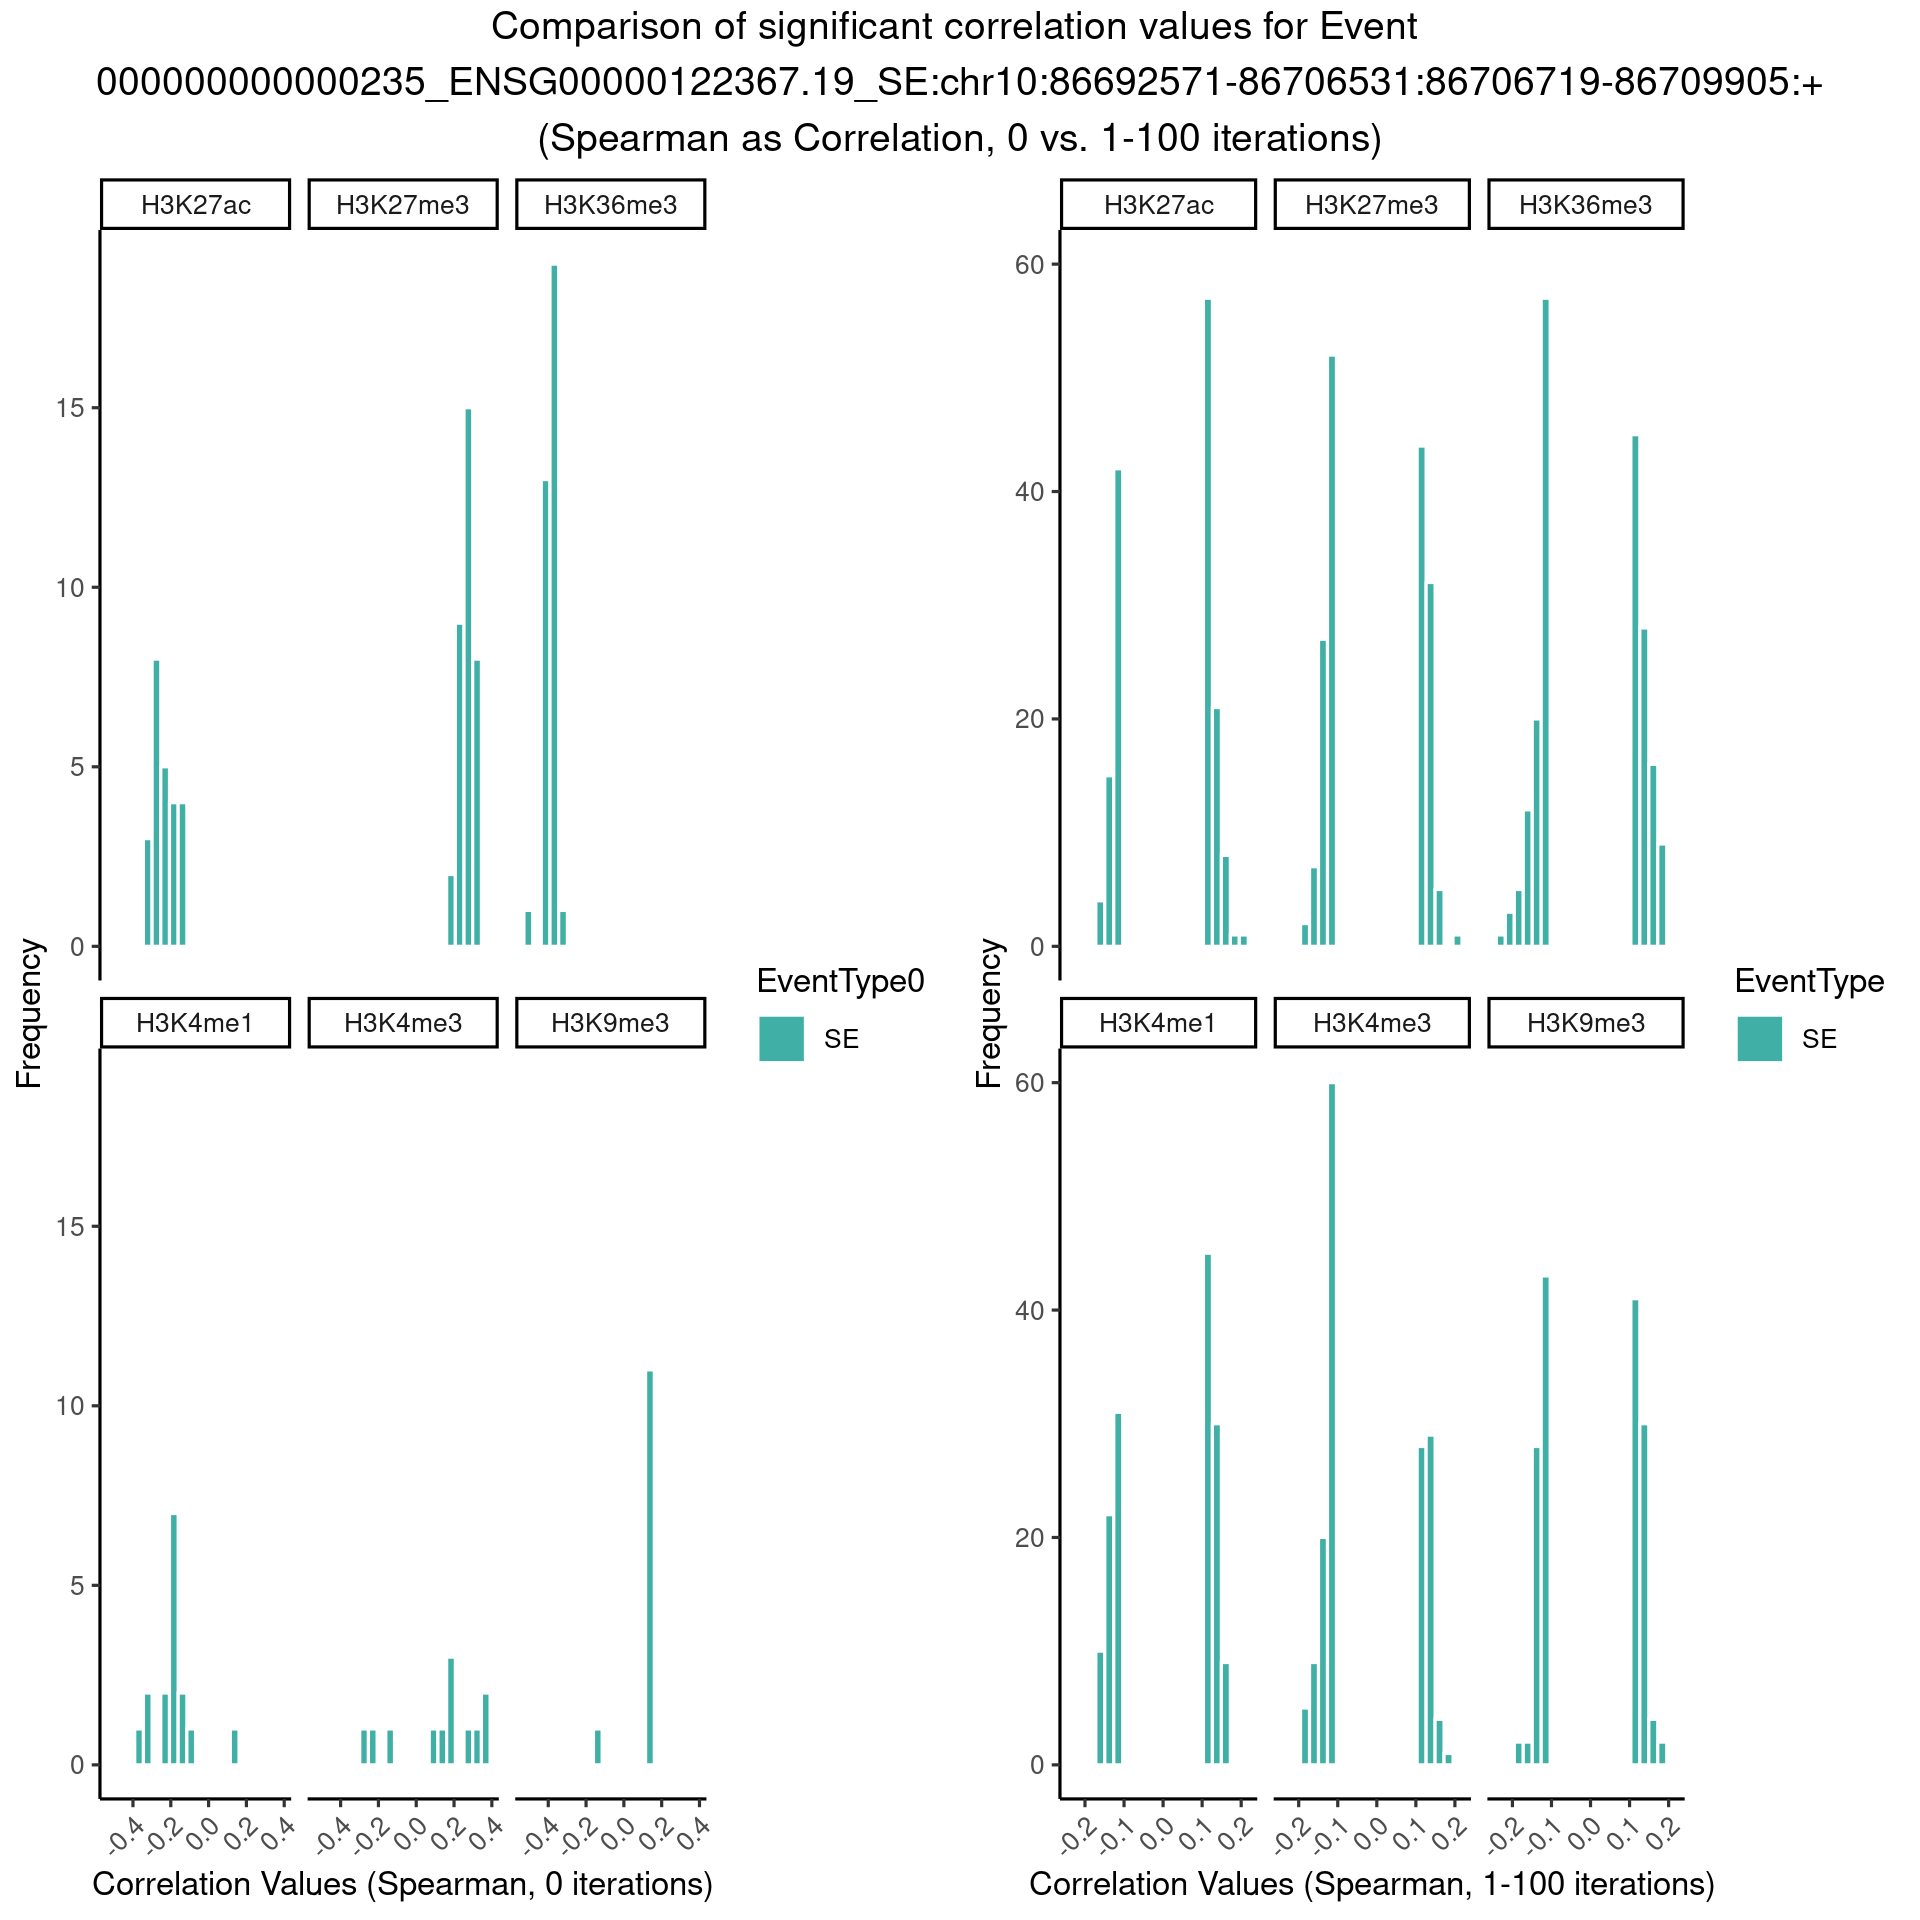 Comparison of significant correlation values for Event
000000000000235_ENSG00000122367.19_SE:chr10:86692571-86706531:86706719-86709905:+
(Spearman as Correlation, 0 vs. 1-100 iterations)
H3K27ac H3K27me3 H3K36me3
15
10
5
0
H3K4me1 H3K4me3 H3K9me3
15
10
5
0
-0.4 -0.2 0.0 0.2 0.4 -0.4 -0.2 0.0 0.2 0.4 -0.4 -0.2 0.0 0.2 0.4
Frequency
Correlation Values (Spearman, 0 iterations)
EventType0
SE
H3K27ac H3K27me3 H3K36me3
60
40
20
0
H3K4me1 H3K4me3 H3K9me3
60
40
20
0
-0.2 -0.1 0.0 0.1 0.2 -0.2 -0.1 0.0 0.1 0.2 -0.2 -0.1 0.0 0.1 0.2
Frequency
Correlation Values (Spearman, 1-100 iterations)
EventType
SE